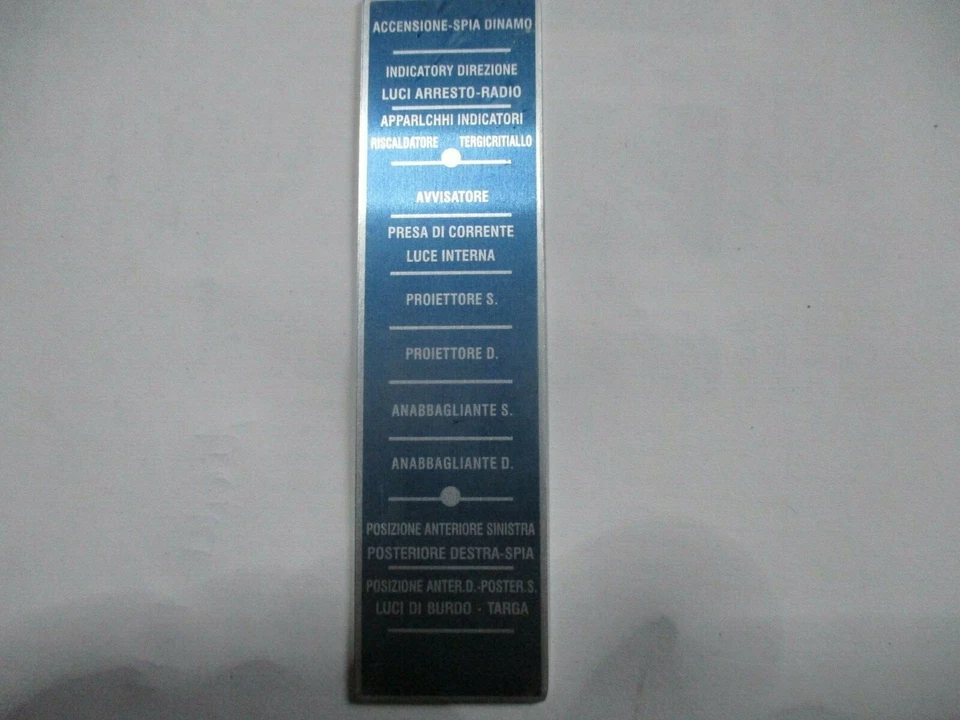 ACCENSIONE-SPIA DINAMO
INDICATORY DIREZIONE
LUCI ARRESTO-RADIO
APPARLCHHI INDICATORI
RISCALDATORE TERGICRITIALLO
AVVISATORE
PRESA DI CORRENTE
LUCE INTERNA
PROIETTORE S.
PROIETTORE D.
ANABBAGLIANTE S.
ANABBAGLIANTE D.
POSIZIONE ANTERIORE SINISTRA
POSTERIORE DESTRA-SPIA
POSIZIONE ANTER.D.-POSTER.S.
LUCI DI BURDO - TARGA